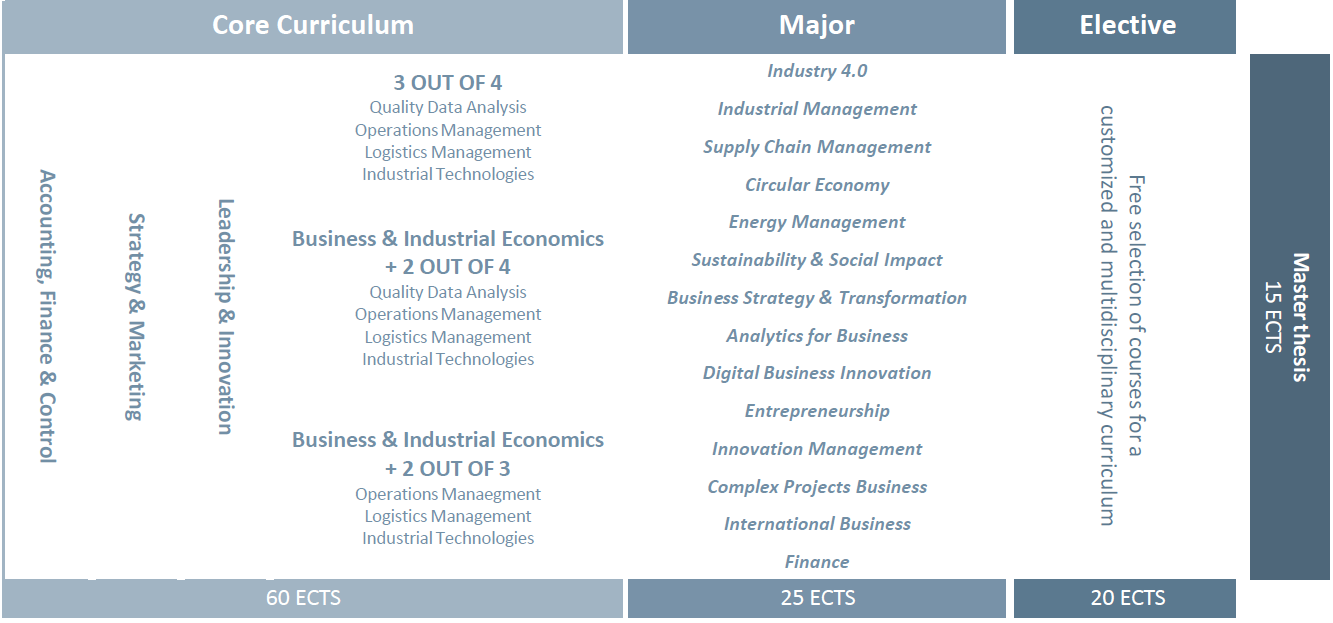 Core Curriculum
Major
Elective
Accounting, Finance & Control
Strategy & Marketing
Leadership & Innovation
3 OUT OF 4
Quality Data Analysis
Operations Management
Logistics Management
Industrial Technologies
Business & Industrial Economics
+ 2 OUT OF 4
Quality Data Analysis
Operations Management
Logistics Management
Industrial Technologies
Business & Industrial Economics
+ 2 OUT OF 3
Operations Manaegment
Logistics Management
Industrial Technologies
Industry 4.0
Industrial Management
Supply Chain Management
Circular Economy
Energy Management
Sustainability & Social Impact
Business Strategy & Transformation
Analytics for Business
Digital Business Innovation
Entrepreneurship
Innovation Management
Complex Projects Business
International Business
Finance
Free selection of courses for a
customized and multidisciplinary curriculum
Master thesis
15 ECTS
60 ECTS
25 ECTS
20 ECTS